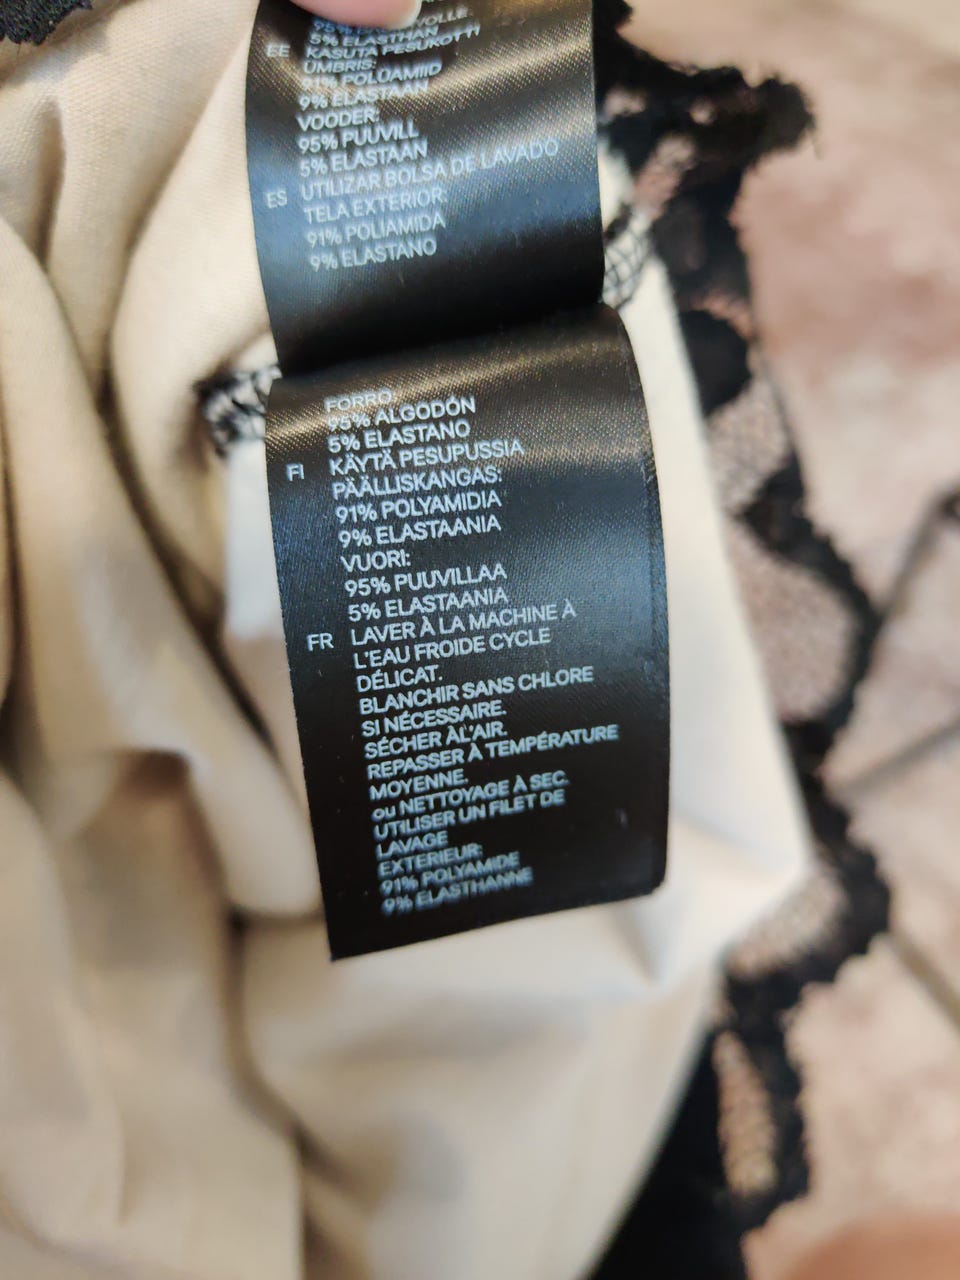 5% ELASTHAN
EE KASUTA PESUKOTTI
ÜMBRIS:
91% POLÜAMIID
9% ELASTAAN
VOODER:
95% PUUVILL
5% ELASTAAN
ES UTILIZAR BOLSA DE LAVADO
TELA EXTERIOR:
91% POLIAMIDA
9% ELASTANO
FORRO:
95% ALGODÓN
5% ELASTANO
FI KÄYTÄ PESUPUSSIA
PÄÄLLISKANGAS:
91% POLYAMIDIA
9% ELASTAANIA
VUORI:
95% PUUVILLAA
5% ELASTAANIA
FR LAVER À LA MACHINE À
L'EAU FROIDE CYCLE
DÉLICAT.
BLANCHIR SANS CHLORE
SI NÉCESSAIRE.
SÉCHER ÀL'AIR.
REPASSER À TEMPÉRATURE
MOYENNE.
ou NETTOYAGE À SEC.
UTILISER UN FILET DE
LAVAGE
EXTERIEUR:
91% POLYAMIDE
9% ELASTHANNE